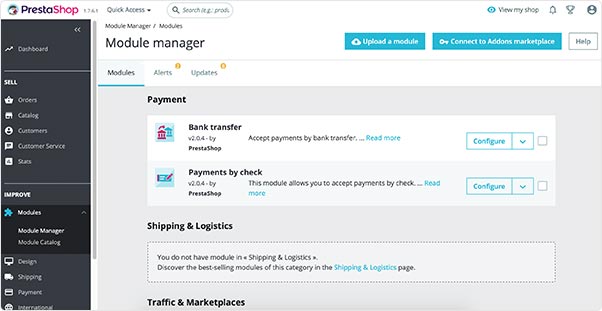 PrestaShop 1.7.6.1 Quick Access Search (e.g.: prod View my shop
Module Manager / Modules
Module manager
Upload a module
Connect to Addons marketplace
Help
Modules Alerts Updates
Dashboard
SELL
Orders
Catalog
Customers
Customer Service
Stats
IMPROVE
Modules
Module Manager
Module Catalog
Design
Shipping
Payment
International
Payment
Bank transfer
v2.0.4 - by
PrestaShop
Accept payments by bank transfer. ... Read more
Configure
Payments by check
v2.0.4 - by
PrestaShop
This module allows you to accept payments by check. ... Read
more
Configure
Shipping & Logistics
You do not have module in « Shipping & Logistics ».
Discover the best-selling modules of this category in the Shipping & Logistics page.
Traffic & Marketplaces